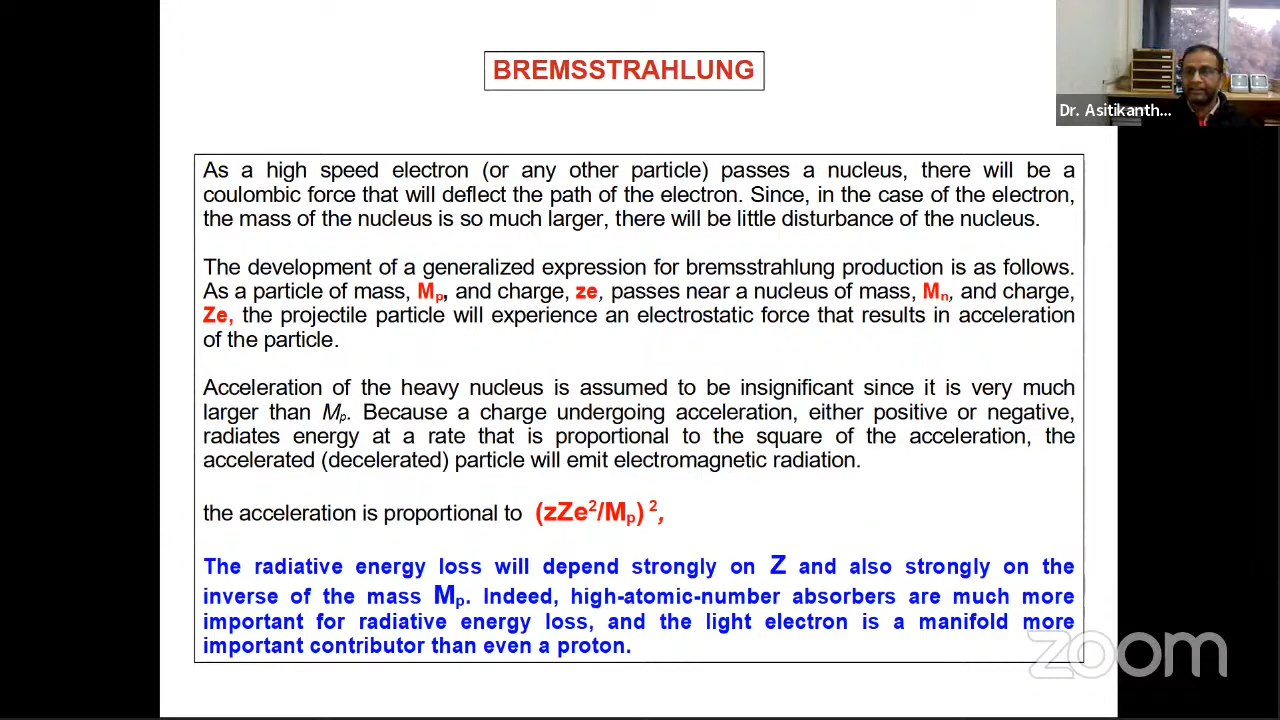 BREMSSTRAHLUNG
Dr. Asitikanth...
As a high speed electron (or any other particle) passes a nucleus, there will be a
coulombic force that will deflect the path of the electron. Since, in the case of the electron,
the mass of the nucleus is so much larger, there will be little disturbance of the nucleus.
The development of a generalized expression for bremsstrahlung production is as follows.
As a particle of mass, Mₚ, and charge, ze, passes near a nucleus of mass, Mₙ, and charge,
Ze, the projectile particle will experience an electrostatic force that results in acceleration
of the particle.
Acceleration of the heavy nucleus is assumed to be insignificant since it is very much
larger than Mₚ. Because a charge undergoing acceleration, either positive or negative,
radiates energy at a rate that is proportional to the square of the acceleration, the
accelerated (decelerated) particle will emit electromagnetic radiation.
the acceleration is proportional to (zZe²/Mₚ) ²,
The radiative energy loss will depend strongly on Z and also strongly on the
inverse of the mass Mₚ. Indeed, high-atomic-number absorbers are much more
important for radiative energy loss, and the light electron is a manifold more
important contributor than even a proton.
zoom